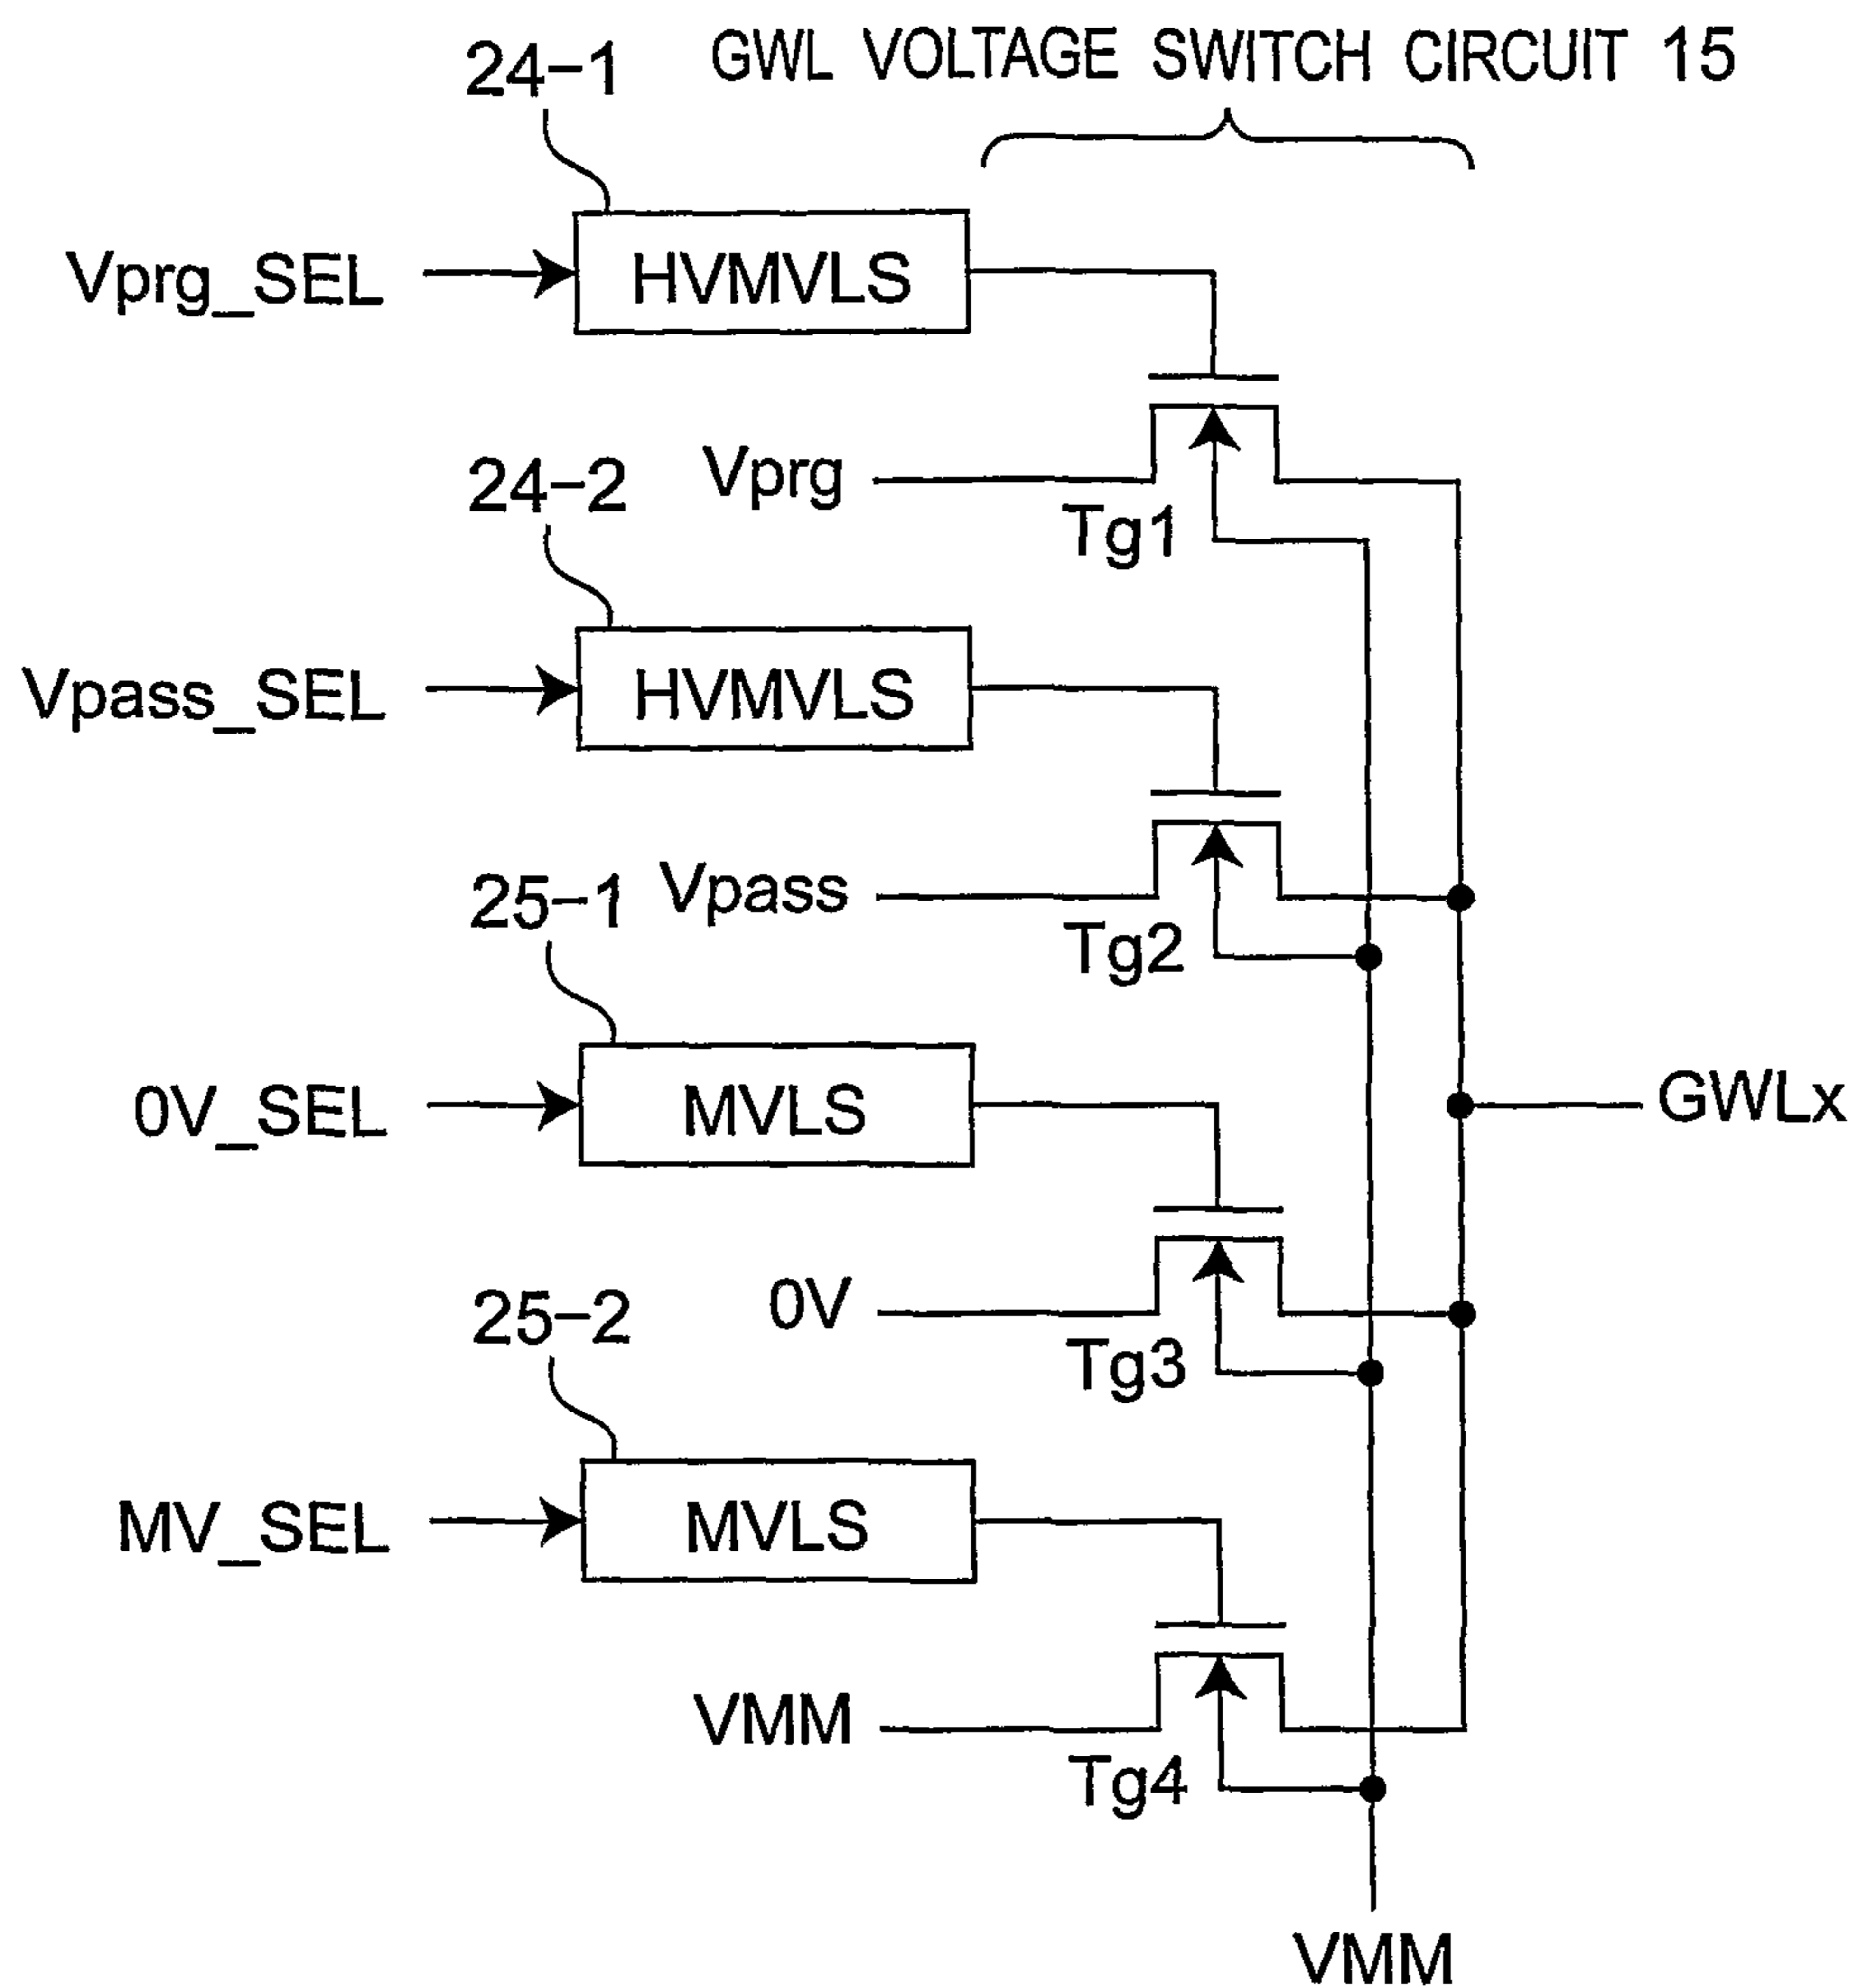 24-1 GWL VOLTAGE SWITCH CIRCUIT 15
Vprg_SEL HVMVLS
24-2 Vprg
Tg1
Vpass_SEL HVMVLS
25-1 Vpass
Tg2
0V_SEL MVLS GWLx
25-2 0V
Tg3
MV_SEL MVLS
VMM
Tg4
VMM